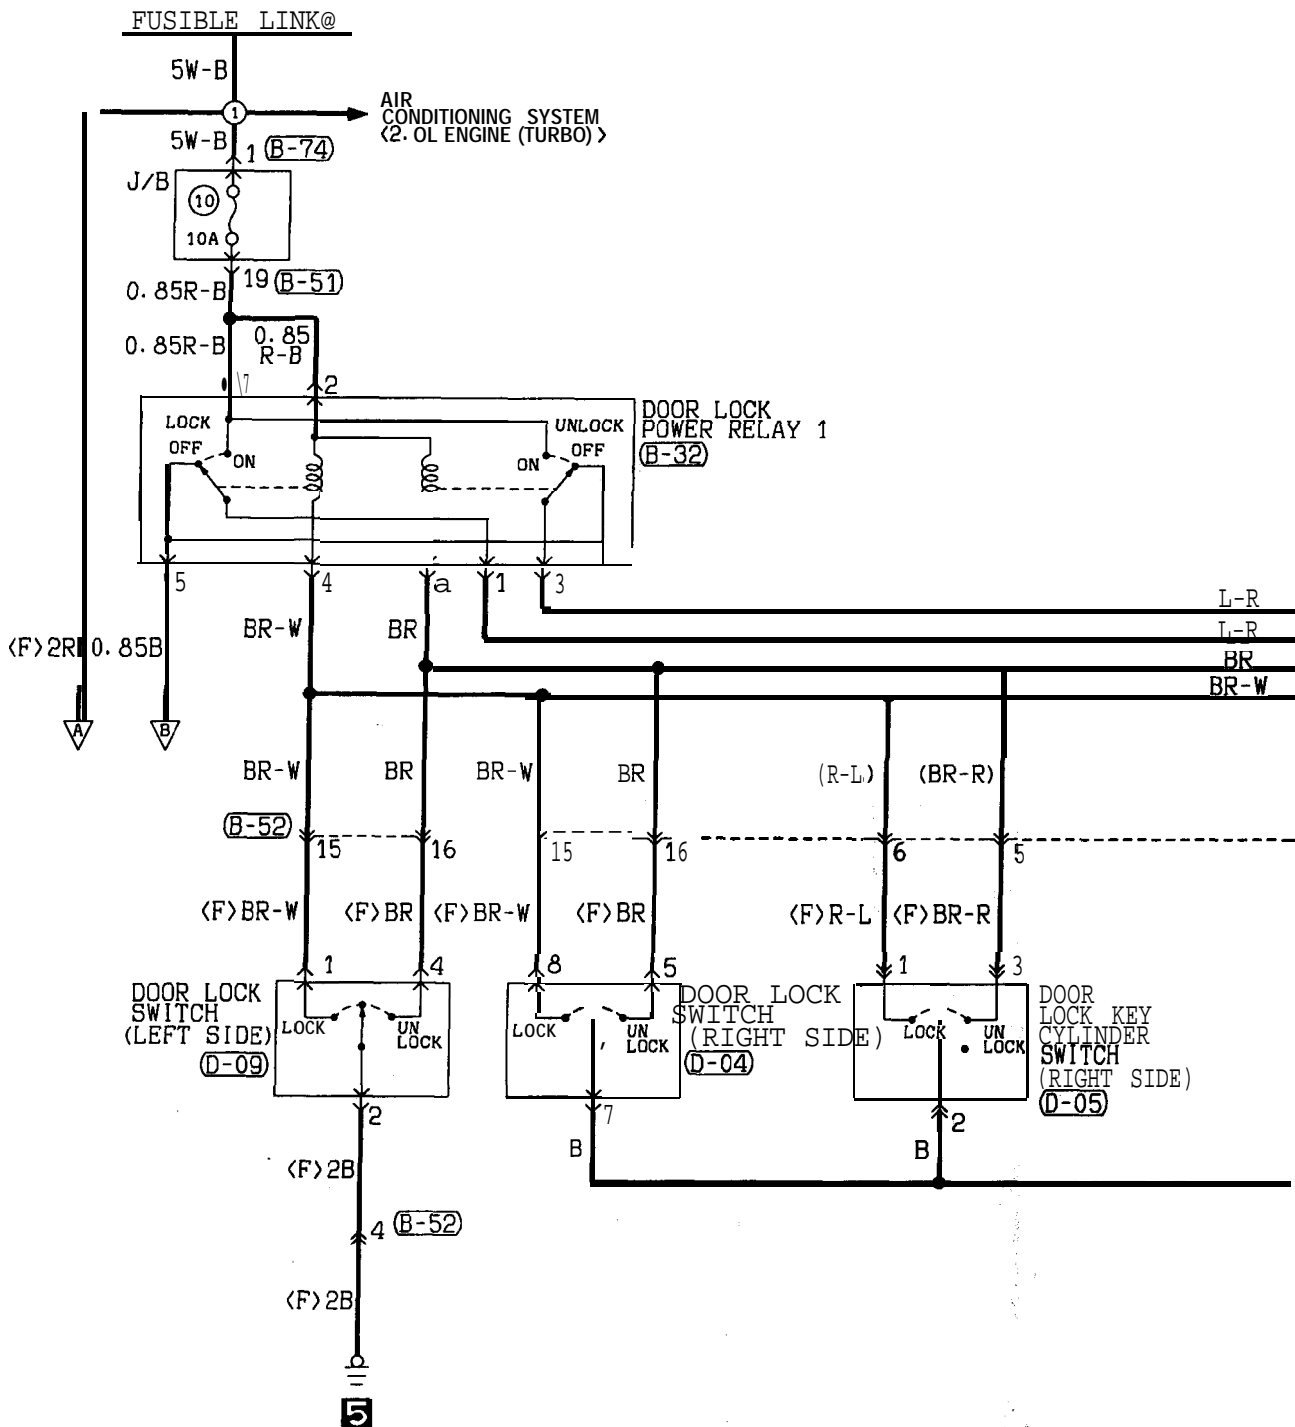 FUSIBLE LINK@
5W-B
1
AIR
CONDITIONING SYSTEM
<2. OL ENGINE (TURBO) >
5W-B
1 B-74
J/B
10
10A
19 B-51
0. 85R-B
0. 85R-B
0. 85
R-B
\7 2
LOCK
OFF
ON
UNLOCK
OFF
ON
DOOR LOCK
POWER RELAY 1
B-32
5 4 a 1 3
L-R
L-R
BR
BR-W
BR-W BR
<F>2R 0. 85B
A B
BR-W BR BR-W BR (R-L) (BR-R)
B-52
15 16 15 16 6 5
<F>BR-W <F>BR <F>BR-W <F>BR <F>R-L <F>BR-R
1 4 8 5 1 3
DOOR LOCK
SWITCH
(LEFT SIDE)
D-09
LOCK UN
LOCK
DOOR LOCK
SWITCH
(RIGHT SIDE)
D-04
LOCK UN
LOCK
DOOR
LOCK KEY
CYLINDER
SWITCH
(RIGHT SIDE)
D-05
LOCK UN
LOCK
2 7 2
B B
<F>2B
4 B-52
<F>2B
5